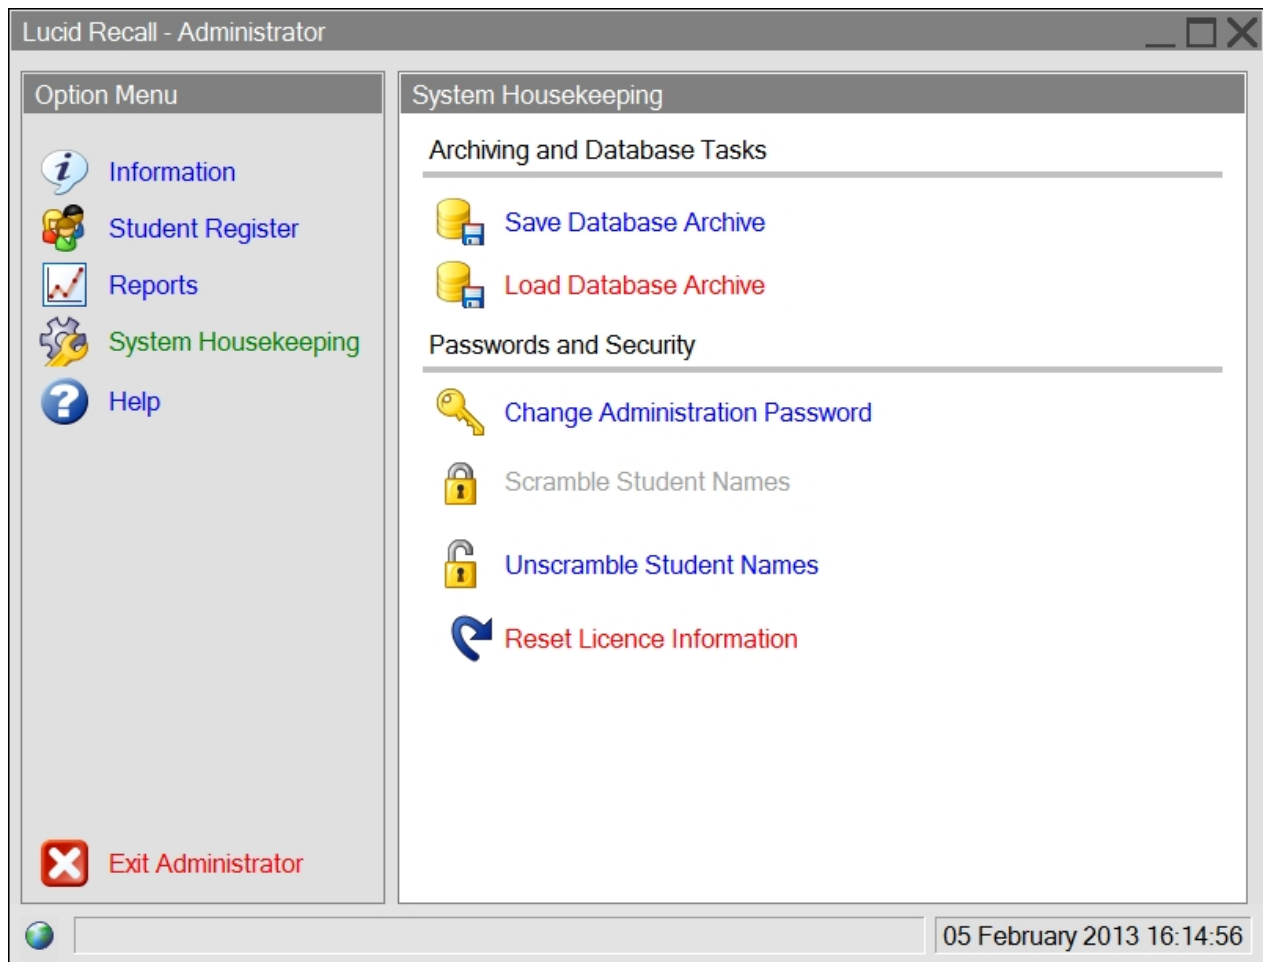 Lucid Recall - Administrator
Option Menu
Information
Student Register
Reports
System Housekeeping
Help
Exit Administrator
System Housekeeping
Archiving and Database Tasks
Save Database Archive
Load Database Archive
Passwords and Security
Change Administration Password
Scramble Student Names
Unscramble Student Names
Reset Licence Information
05 February 2013 16:14:56